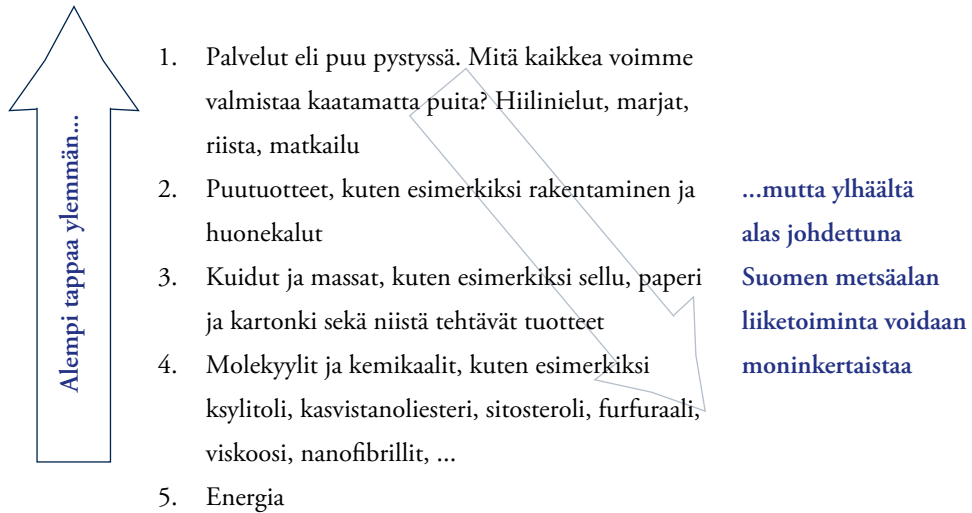 Alempi tappaa ylemmän...
1. Palvelut eli puu pystyssä. Mitä kaikkea voimme
valmistaa kaatamatta puita? Hiilinielut, marjat,
riista, matkailu
2. Puutuotteet, kuten esimerkiksi rakentaminen ja
huonekalut
3. Kuidut ja massat, kuten esimerkiksi sellu, paperi
ja kartonki sekä niistä tehtävät tuotteet
4. Molekyylit ja kemikaalit, kuten esimerkiksi
ksylitoli, kasvistanoliesteri, sitosteroli, furfuraali,
viskoosi, nanofibrillit, ...
5. Energia
...mutta ylhäältä
alas johdettuna
Suomen metsäalan
liiketoiminta voidaan
moninkertaistaa